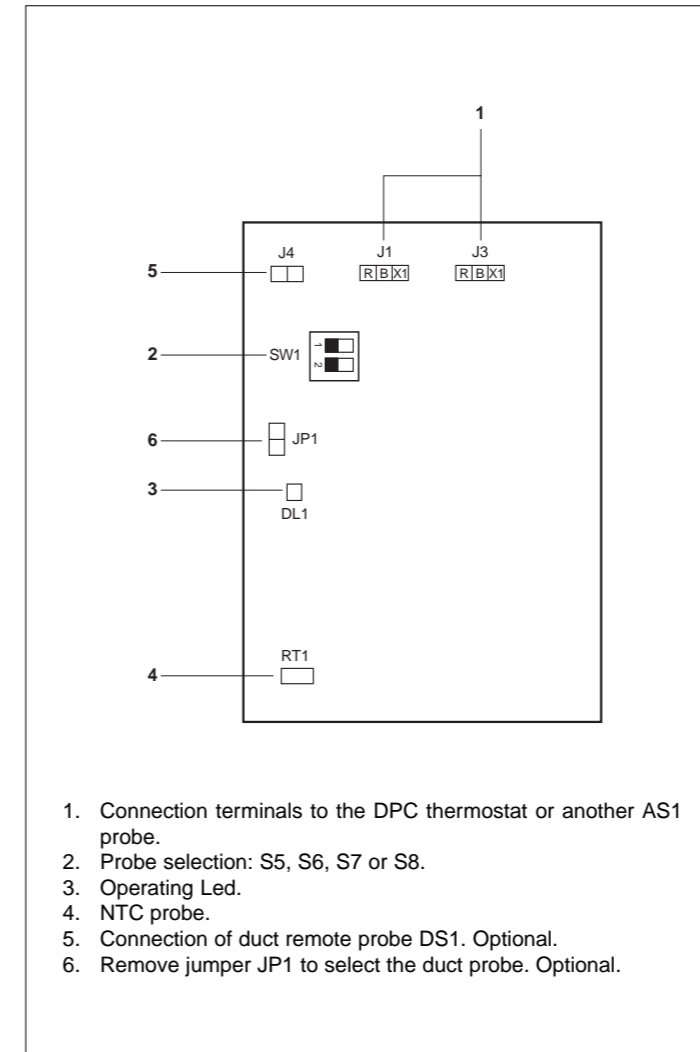 1
J4 J1 J3
5 R B X1 R B X1
2 SW1 1
2
6 JP1
3
DL1
RT1
4
1. Connection terminals to the DPC thermostat or another AS1
probe.
2. Probe selection: S5, S6, S7 or S8.
3. Operating Led.
4. NTC probe.
5. Connection of duct remote probe DS1. Optional.
6. Remove jumper JP1 to select the duct probe. Optional.